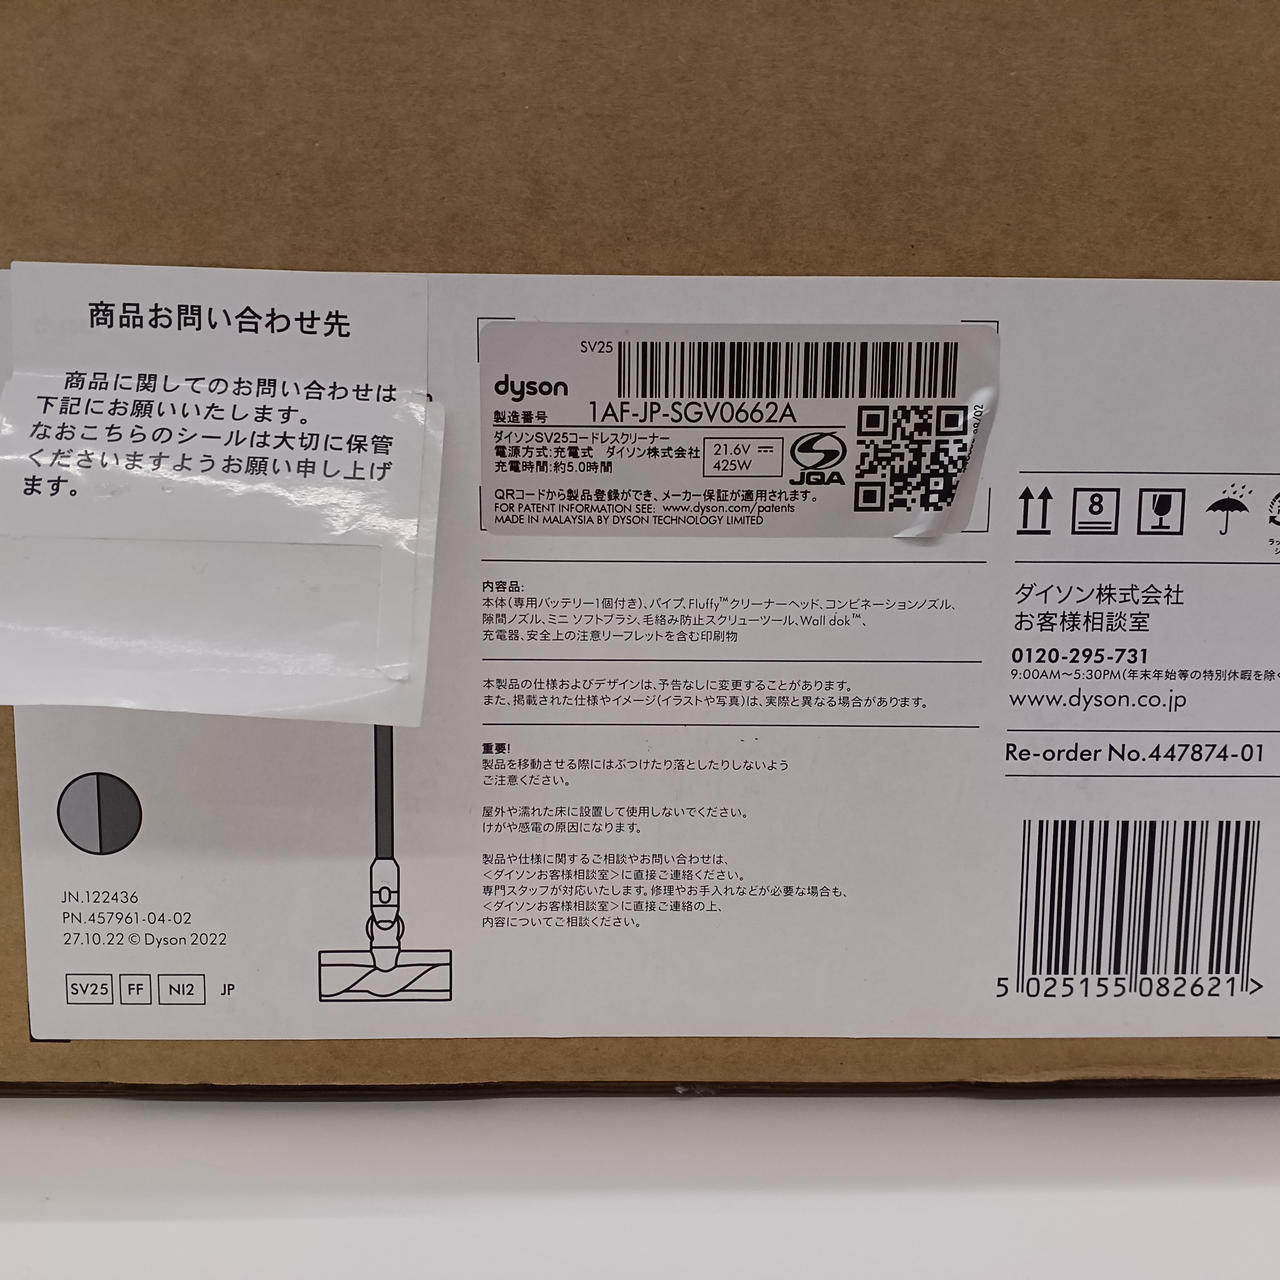 商品お問い合わせ先
商品に関してのお問い合わせは
下記にお願いいたします。
なおこちらのシールは大切に保管
くださいますようお願い申し上げ
ます。
JN.122436
PN.457961-04-02
27.10.22 © Dyson 2022
SV25 FF NI2 JP
SV25
dyson
製造番号 1AF-JP-SGV0662A
ダイソンSV25コードレスクリーナー
電源方式:充電式 ダイソン株式会社
充電時間:約5.0時間
21.6V
425W
JQA
QRコードから製品登録ができ、メーカー保証が適用されます。
FOR PATENT INFORMATION SEE: www.dyson.com/patents
MADE IN MALAYSIA BY DYSON TECHNOLOGY LIMITED
内容品:
本体(専用バッテリー1個付き)、パイプ、Fluffy™クリーナーヘッド、コンビネーションノズル、
隙間ノズル、ミニ ソフトブラシ、毛絡み防止スクリューツール、Wall dok™、
充電器、安全上の注意リーフレットを含む印刷物
本製品の仕様およびデザインは、予告なしに変更することがあります。
また、掲載された仕様やイメージ(イラストや写真)は、実際と異なる場合があります。
重要!
製品を移動させる際にはぶつけたり落としたりしないよう
ご注意ください。
屋外や濡れた床に設置して使用しないでください。
けがや感電の原因になります。
製品や仕様に関するご相談やお問い合わせは、
<ダイソンお客様相談室>に直接ご連絡ください。
専門スタッフが対応いたします。修理やお手入れなどが必要な場合も、
<ダイソンお客様相談室>に直接ご連絡の上、
内容についてご相談ください。
8
ダイソン株式会社
お客様相談室
0120-295-731
9:00AM〜5:30PM(年末年始等の特別休暇を除く
www.dyson.co.jp
Re-order No.447874-01
5 025155 082621 >